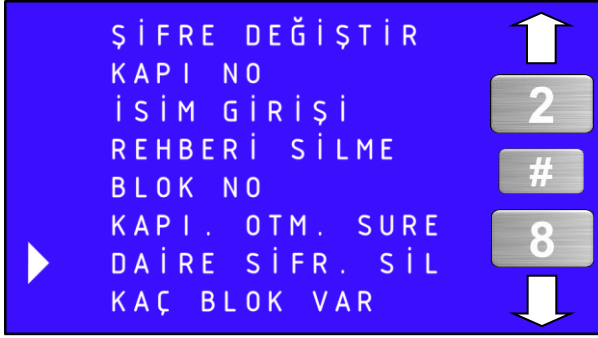 ŞİFRE DEĞİŞTİR
KAPI NO
İSİM GİRİŞİ
REHBERİ SİLME
BLOK NO
KAPI. OTM. SURE
DAİRE SİFR. SİL
KAÇ BLOK VAR
2
#
8